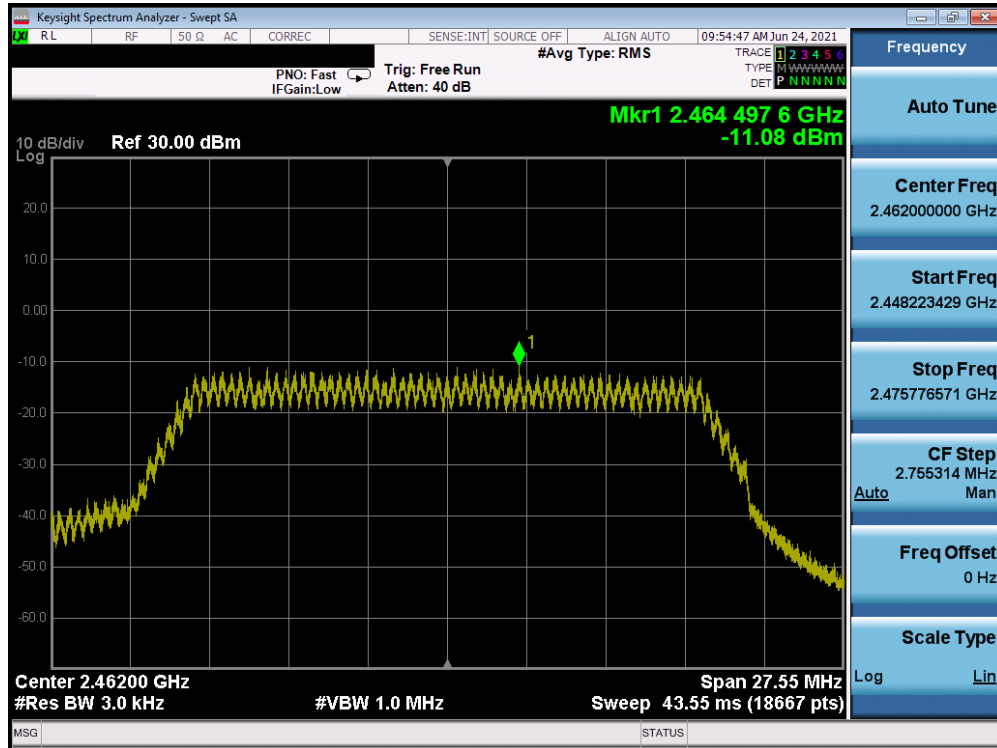 Keysight Spectrum Analyzer - Swept SA
LXI RL RF 50 Ω AC CORREC SENSE:INT SOURCE OFF ALIGN AUTO 09:54:47 AM Jun 24, 2021
#Avg Type: RMS
TRACE 1 2 3 4 5 6
TYPE M W W W W W
DET P N N N N N
PNO: Fast Trig: Free Run
IFGain:Low Atten: 40 dB
Mkr1 2.464 497 6 GHz
-11.08 dBm
10 dB/div Ref 30.00 dBm
Log
20.0
10.0
0.00
-10.0
-20.0
-30.0
-40.0
-50.0
-60.0
1
Center 2.46200 GHz Span 27.55 MHz
#Res BW 3.0 kHz #VBW 1.0 MHz Sweep 43.55 ms (18667 pts)
MSG STATUS
Frequency
Auto Tune
Center Freq
2.462000000 GHz
Start Freq
2.448223429 GHz
Stop Freq
2.475776571 GHz
CF Step
2.755314 MHz
Auto Man
Freq Offset
0 Hz
Scale Type
Log Lin